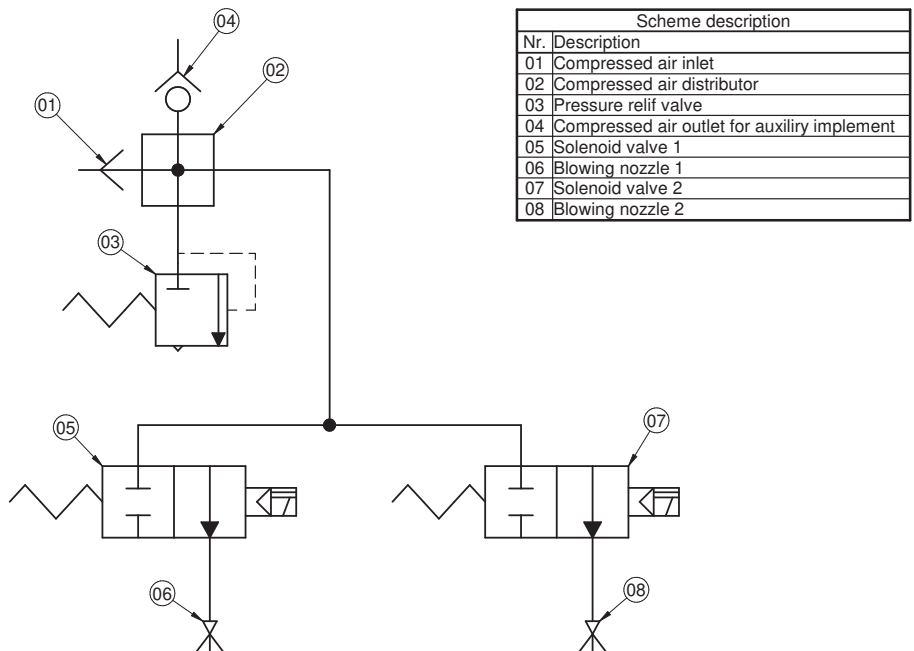 04
02
01
03
05
07
06
08
Scheme description
Nr. Description
01 Compressed air inlet
02 Compressed air distributor
03 Pressure relif valve
04 Compressed air outlet for auxiliry implement
05 Solenoid valve 1
06 Blowing nozzle 1
07 Solenoid valve 2
08 Blowing nozzle 2